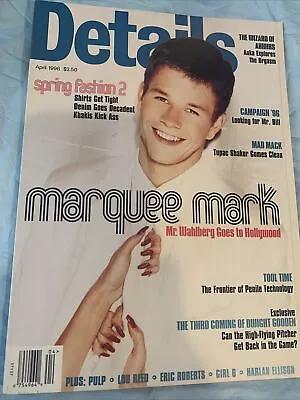 Details
April 1996 $2.50
THE WIZARD OF
AHHHHS
Anka Explores
the Orgasm
spring fashion 2
Shirts Get Tight
Denim Goes Decadent
Khakis Kick Ass
CAMPAIGN '96
Looking for Mr. Bill
MAD MACK
Tupac Shakur Comes Clean
marquee mark
Mr. Wahlberg Goes to Hollywood
TOOL TIME
The Frontier of Penile Technology
Exclusive
THE THIRD COMING OF DWIGHT GOODEN
Can the High-Flying Pitcher
Get Back in the Game?
PLUS: PULP · LOU REED · ERIC ROBERTS · GIRL 6 · HARLAN ELLISON
04